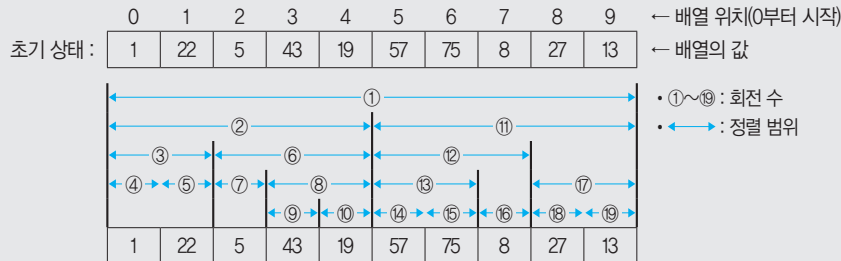 0 1 2 3 4 5 6 7 8 9 ← 배열 위치(0부터 시작)
초기 상태 : 1 22 5 43 19 57 75 8 27 13 ← 배열의 값
① • ①~⑲ : 회전 수
② ⑪ • ↔ : 정렬 범위
③ ⑥ ⑫
④ ⑤ ⑦ ⑧ ⑬ ⑰
⑨ ⑩ ⑭ ⑮ ⑯ ⑱ ⑲
1 22 5 43 19 57 75 8 27 13